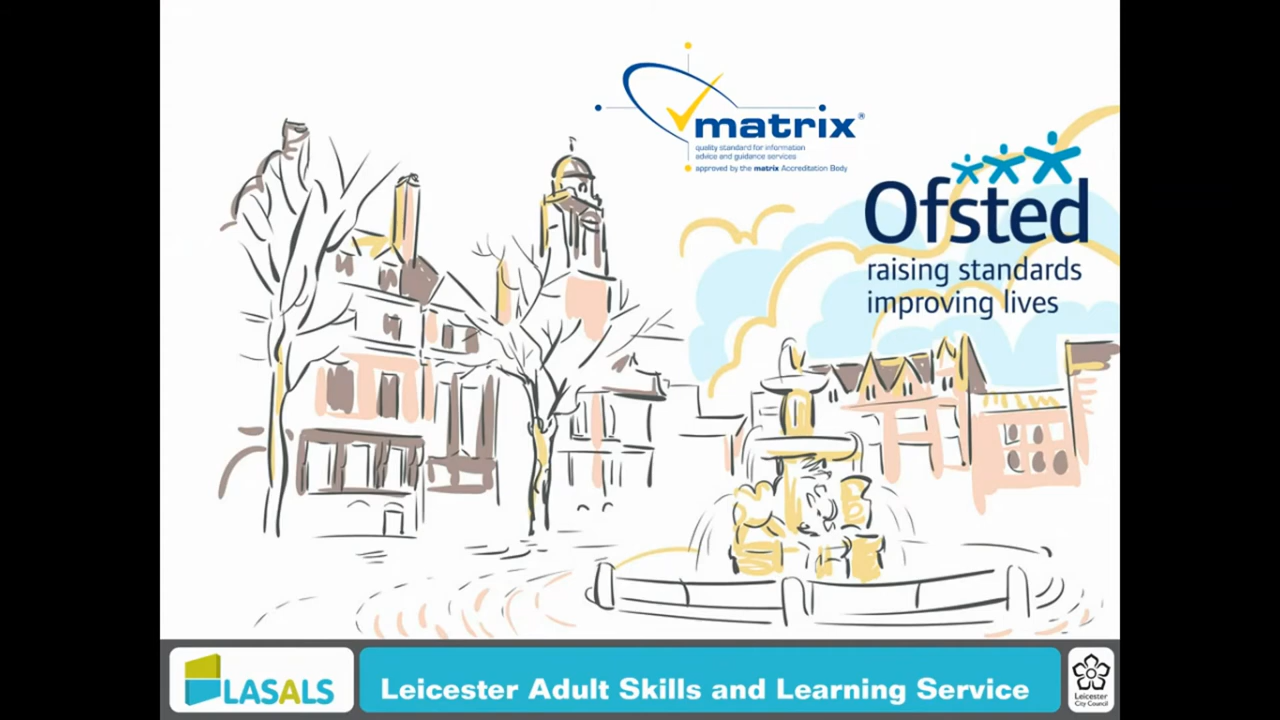 matrix®
quality standard for information
advice and guidance services
approved by the matrix Accreditation Body
Ofsted
raising standards
improving lives
LASALS
Leicester Adult Skills and Learning Service
Leicester
City Council